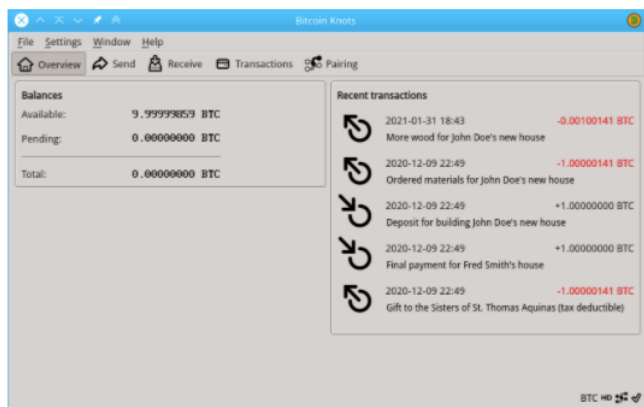 Bitcoin Knots
File Settings Window Help
Overview Send Receive Transactions Pairing
Balances
Available: 9.99999859 BTC
Pending: 0.00000000 BTC
Total: 0.00000000 BTC
Recent transactions
2021-01-31 18:43 -0.00100141 BTC
More wood for John Doe's new house
2020-12-09 22:49 -1.00000141 BTC
Ordered materials for John Doe's new house
2020-12-09 22:49 +1.00000000 BTC
Deposit for building John Doe's new house
2020-12-09 22:49 +1.00000000 BTC
Final payment for Fred Smith's house
2020-12-09 22:49 -1.00000141 BTC
Gift to the Sisters of St. Thomas Aquinas (tax deductible)
BTC HD